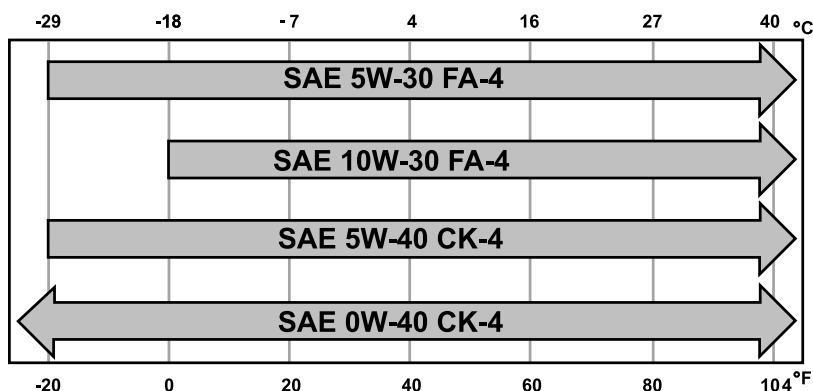 -29 -18 -7 4 16 27 40 °C
SAE 5W-30 FA-4
SAE 10W-30 FA-4
SAE 5W-40 CK-4
SAE 0W-40 CK-4
-20 0 20 40 60 80 104 °F